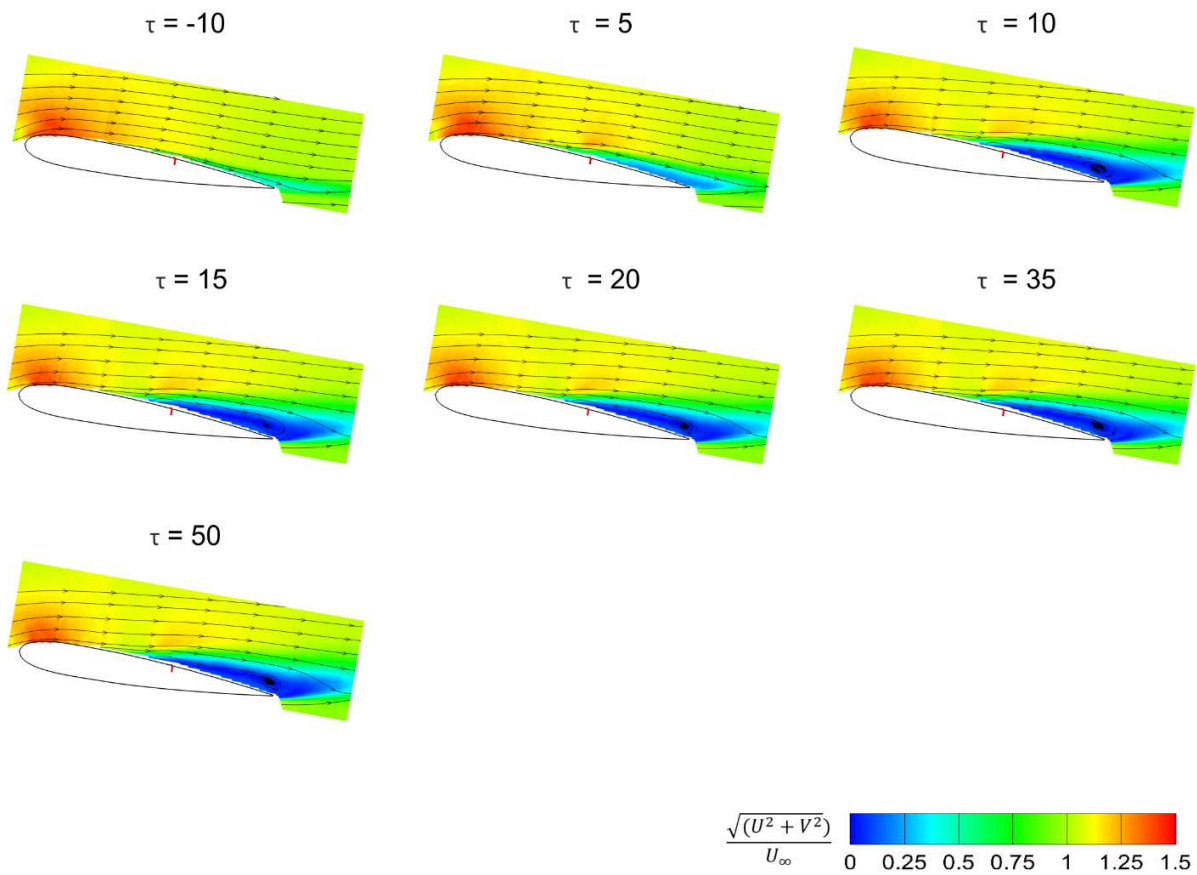 τ = -10
τ = 5
τ = 10
τ = 15
τ = 20
τ = 35
τ = 50
√(U² + V²)
U∞
0 0.25 0.5 0.75 1 1.25 1.5